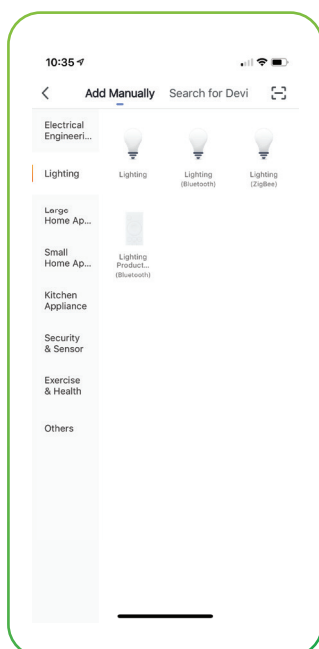 10:35
Add Manually Search for Devi
Electrical
Engineeri...
Lighting
Large
Home Ap...
Small
Home Ap...
Kitchen
Appliance
Security
& Sensor
Exercise
& Health
Others
Lighting
Lighting
(Bluetooth)
Lighting
(ZigBee)
Lighting
Product...
(Bluetooth)